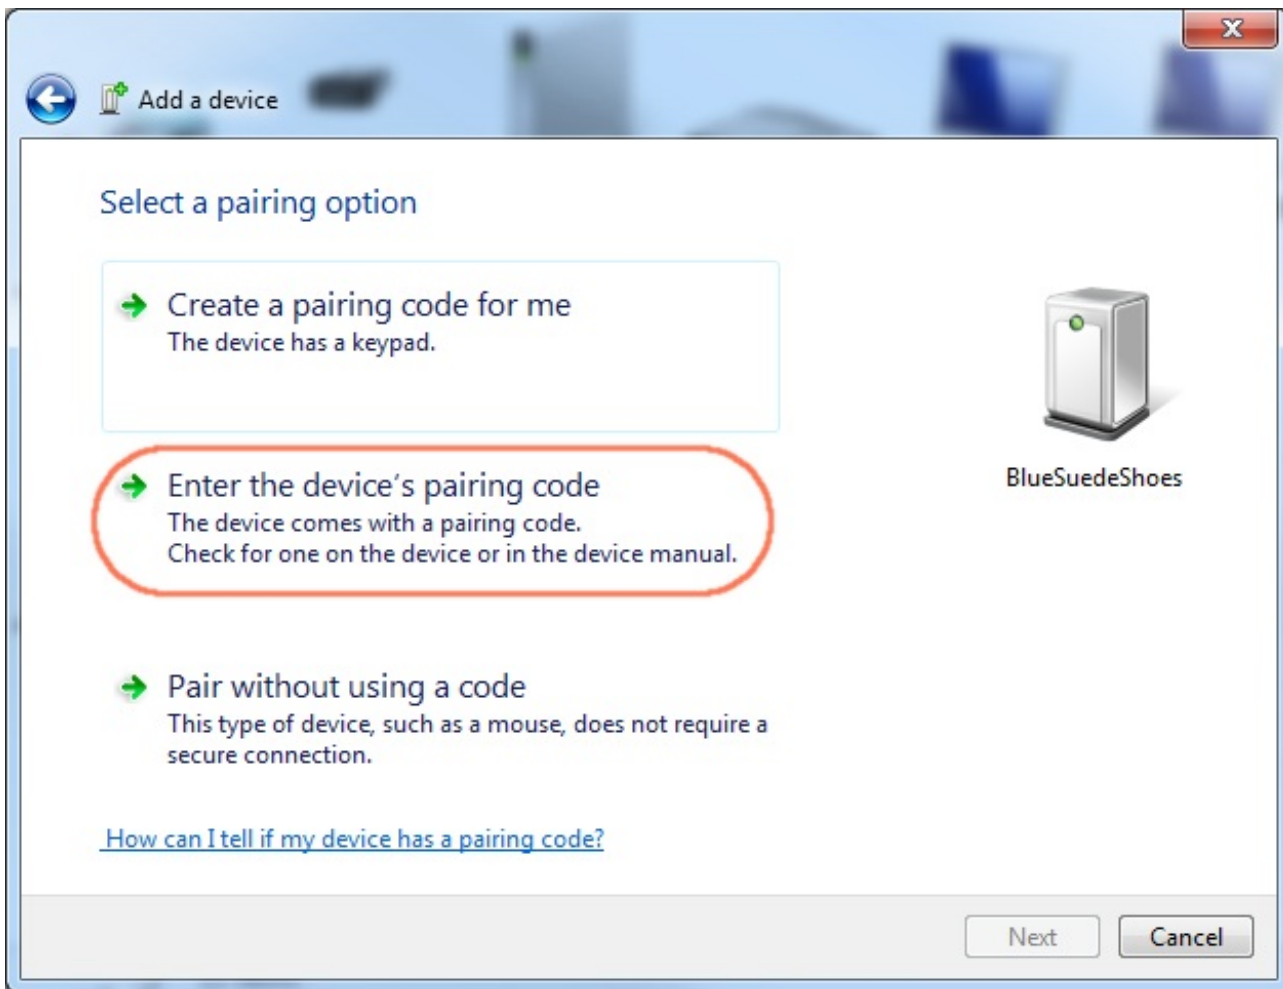 Add a device
Select a pairing option
Create a pairing code for me
The device has a keypad.
Enter the device's pairing code
The device comes with a pairing code.
Check for one on the device or in the device manual.
BlueSuedeShoes
Pair without using a code
This type of device, such as a mouse, does not require a
secure connection.
How can I tell if my device has a pairing code?
Next
Cancel